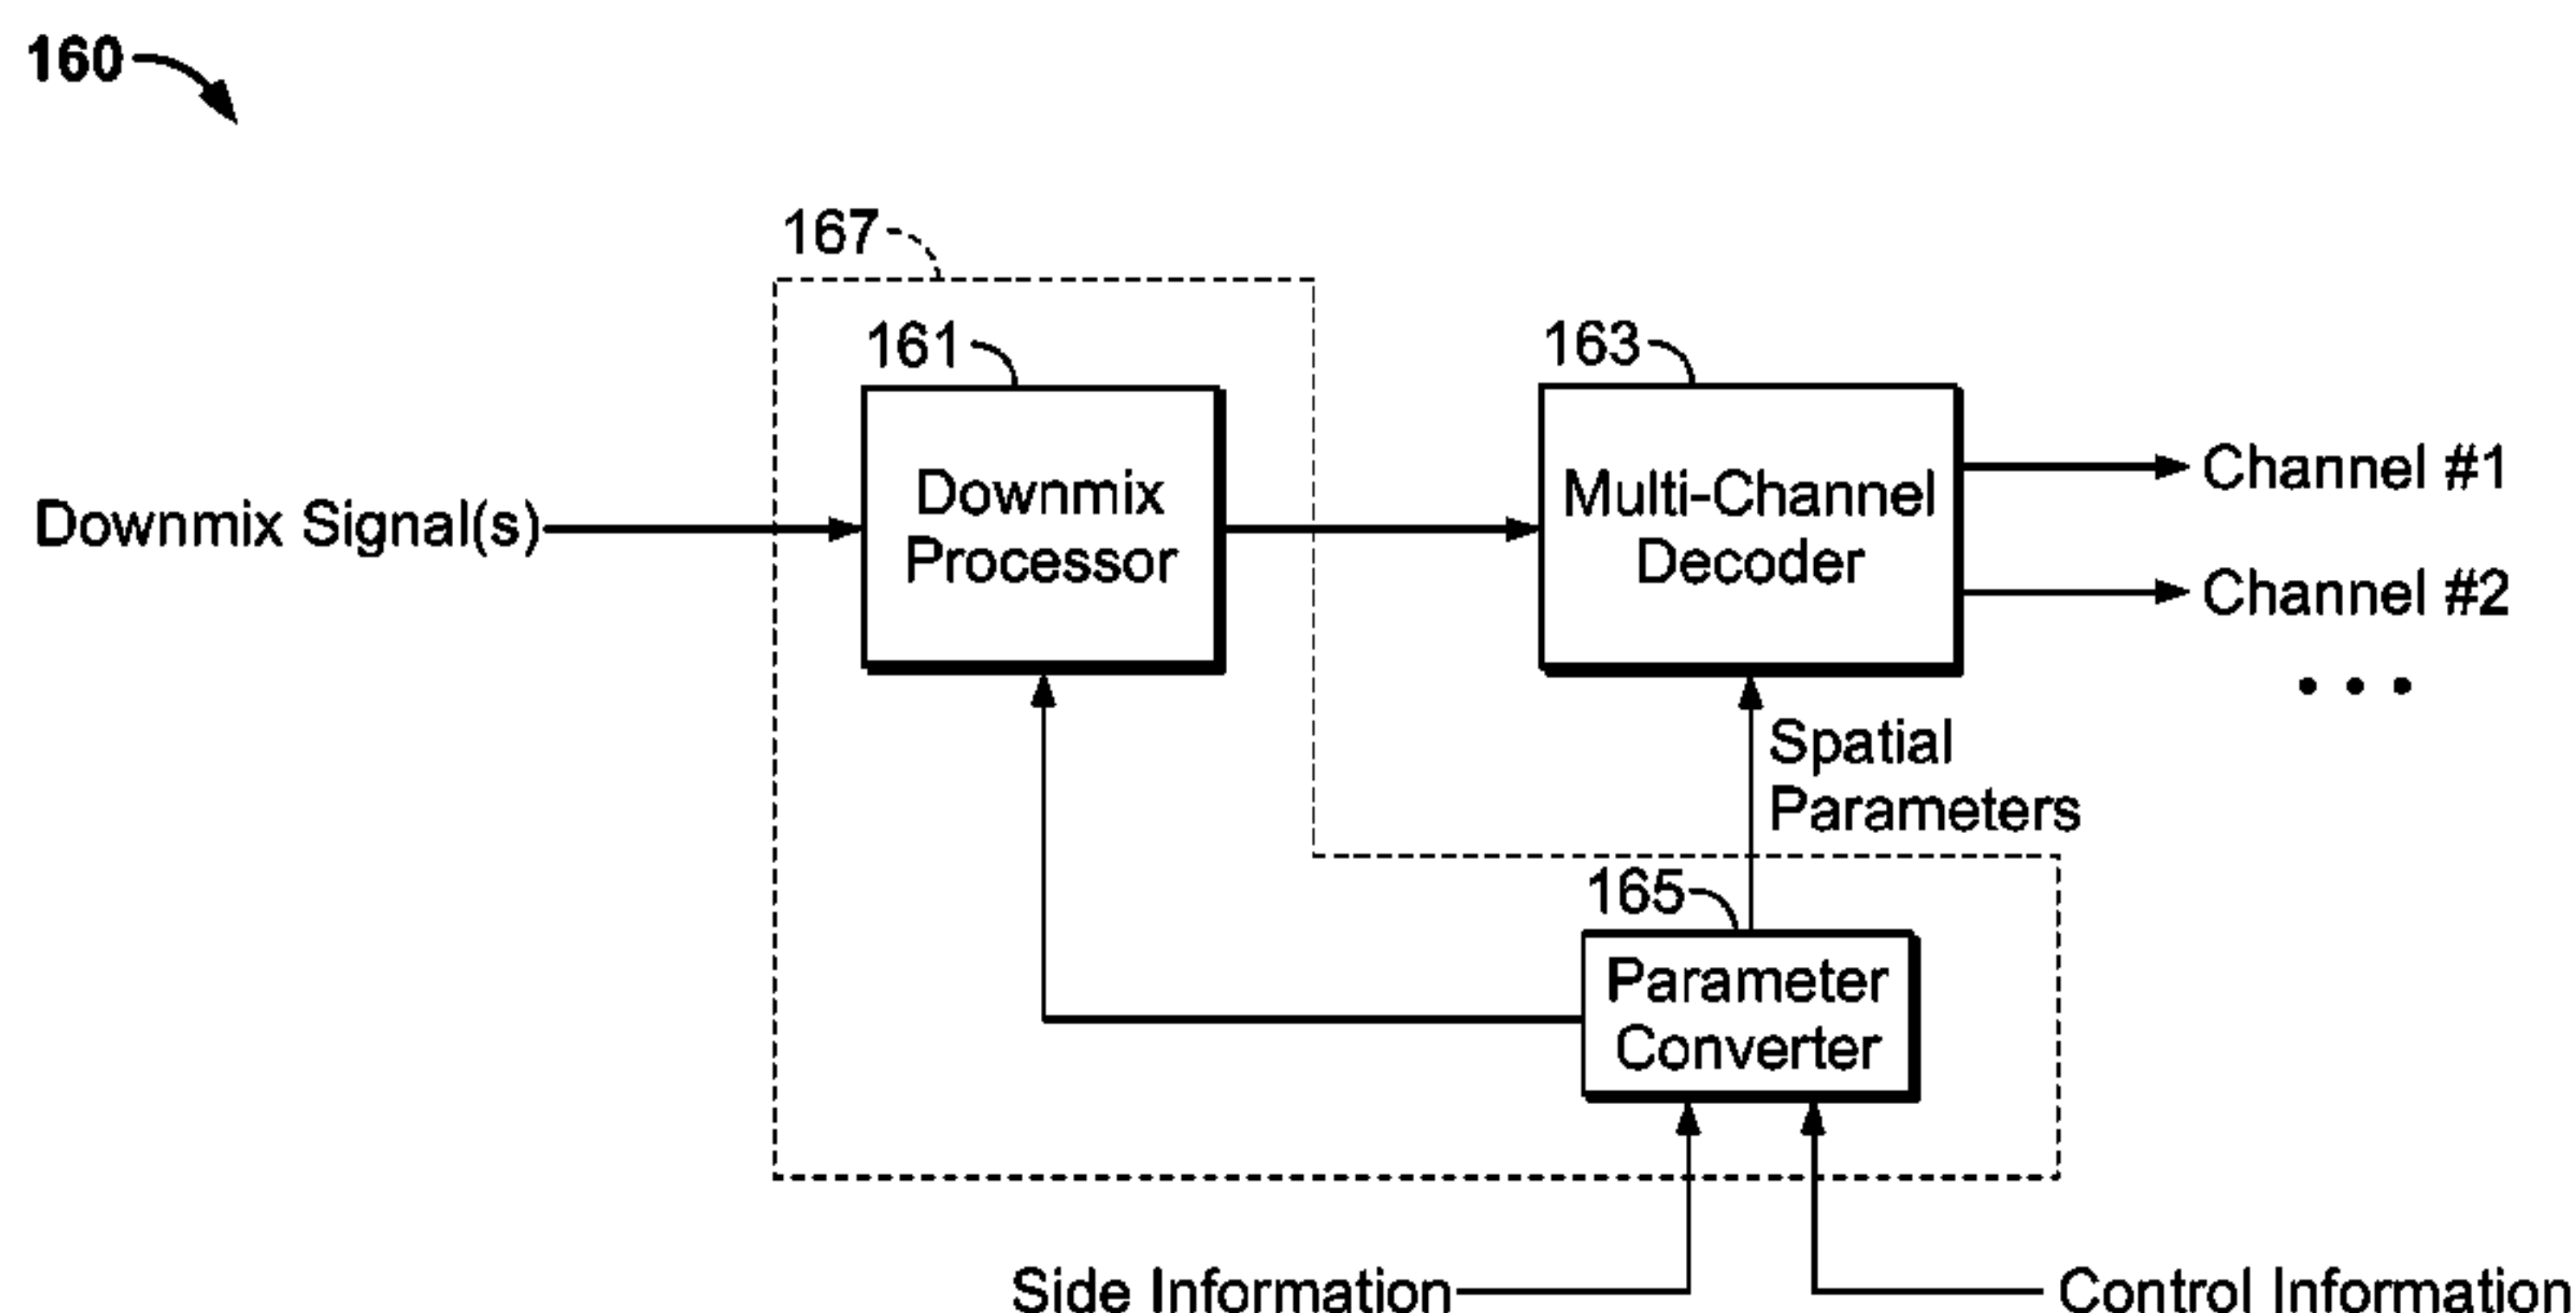 160
167
161
163
Downmix
Processor
Multi-Channel
Decoder
Channel #1
Downmix Signal(s)
Channel #2
Spatial
Parameters
165
Parameter
Converter
Side Information
Control Information